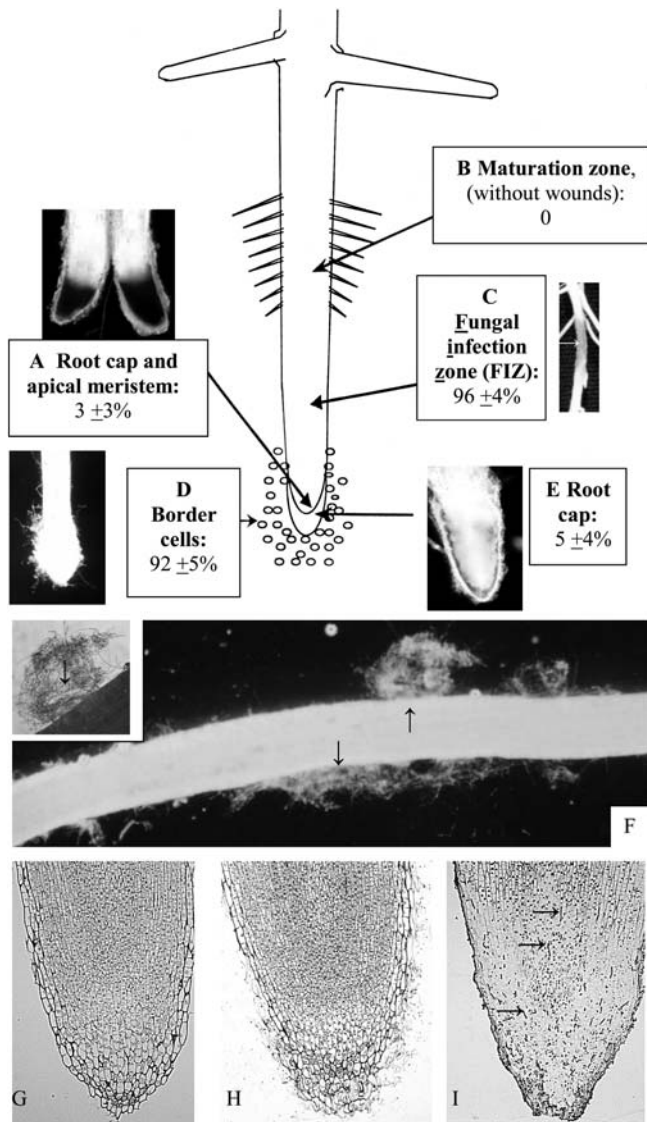 B Maturation zone,
(without wounds):
0
C
Fungal
infection
zone (FIZ):
96 ±4%
A Root cap and
apical meristem:
3 ±3%
D
Border
cells:
92 ±5%
E Root
cap:
5 ±4%
F
G
H
I